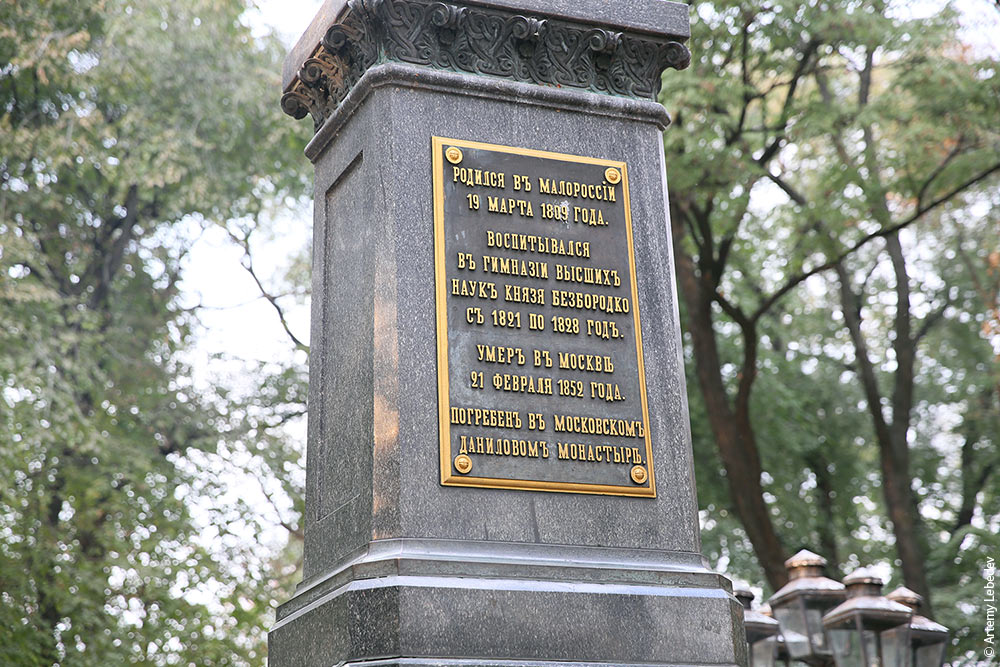 РОДИЛСЯ ВЪ МАЛОРОССІИ
19 МАРТА 1809 ГОДА.
ВОСПИТЫВАЛСЯ
ВЪ ГИМНАЗІИ ВЫСШИХЪ
НАУКЪ КНЯЗЯ БЕЗБОРОДКО
СЪ 1821 ПО 1828 ГОДЪ.
УМЕРЪ ВЪ МОСКВѢ
21 ФЕВРАЛЯ 1852 ГОДА.
ПОГРЕБЕНЪ ВЪ МОСКОВСКОМЪ
ДАНИЛОВОМЪ МОНАСТЫРѢ.
© Artemy Lebedev